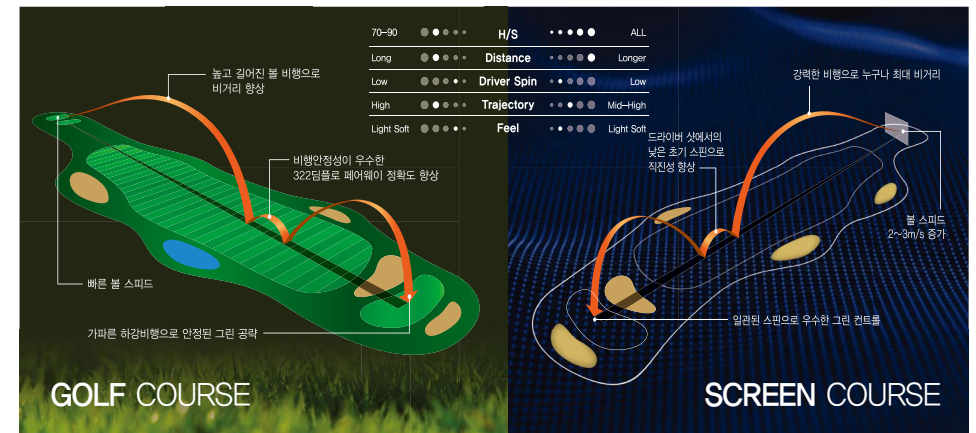 70–90 H/S ALL
Long Distance Longer
Low Driver Spin Low
High Trajectory Mid–High
Light Soft Feel Light Soft
높고 길어진 볼 비행으로
비거리 향상
비행안정성이 우수한
322딤플로 페어웨이 정확도 향상
빠른 볼 스피드
가파른 하강비행으로 안정된 그린 공략
GOLF COURSE
강력한 비행으로 누구나 최대 비거리
드라이버 샷에서의
낮은 초기 스핀으로
직진성 향상
볼 스피드
2~3m/s 증가
일관된 스핀으로 우수한 그린 컨트롤
SCREEN COURSE